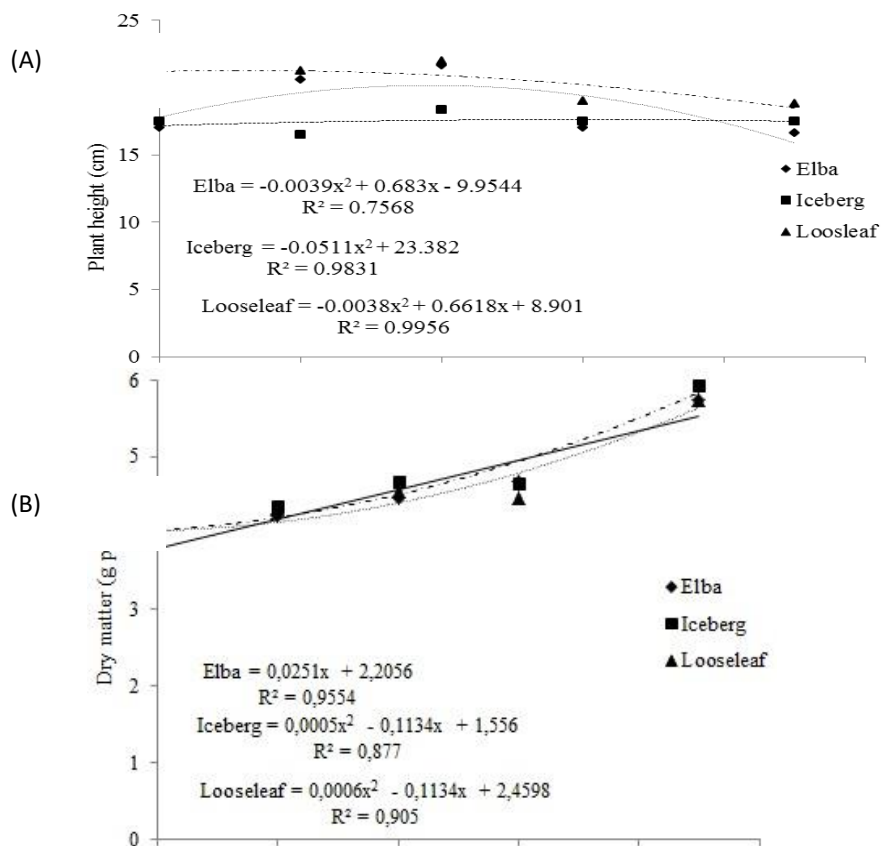 (A)
25
15
10
5
0
Plant height (cm)
Elba = -0.0039x² + 0.683x - 9.9544
R² = 0.7568
Iceberg = -0.0511x² + 23.382
R² = 0.9831
Looseleaf = -0.0038x² + 0.6618x + 8.901
R² = 0.9956
Elba
Iceberg
Loosleaf
(B)
6
5
3
2
1
0
Dry matter (g p
Elba = 0,0251x + 2,2056
R² = 0,9554
Iceberg = 0,0005x² - 0,1134x + 1,556
R² = 0,877
Looseleaf = 0,0006x² - 0,1134x + 2,4598
R² = 0,905
Elba
Iceberg
Looseleaf